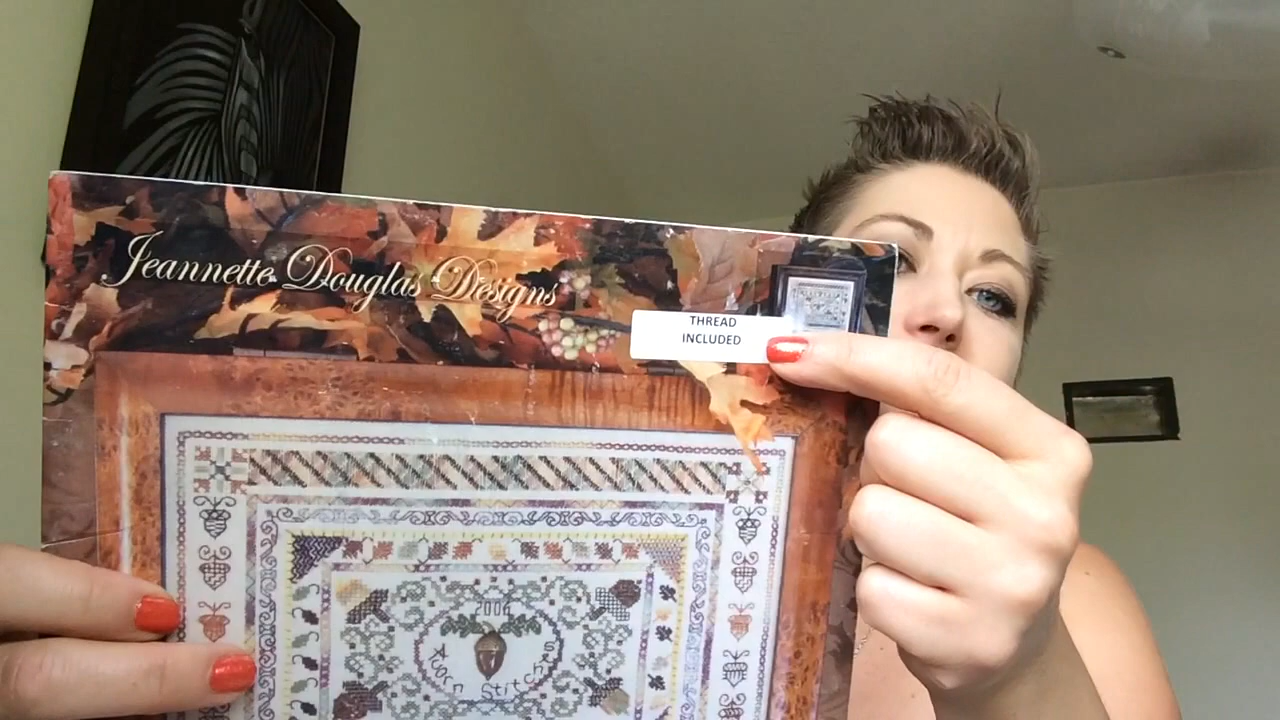 Jeannette Douglas Designs
THREAD
INCLUDED
2006
Acorn Stitches